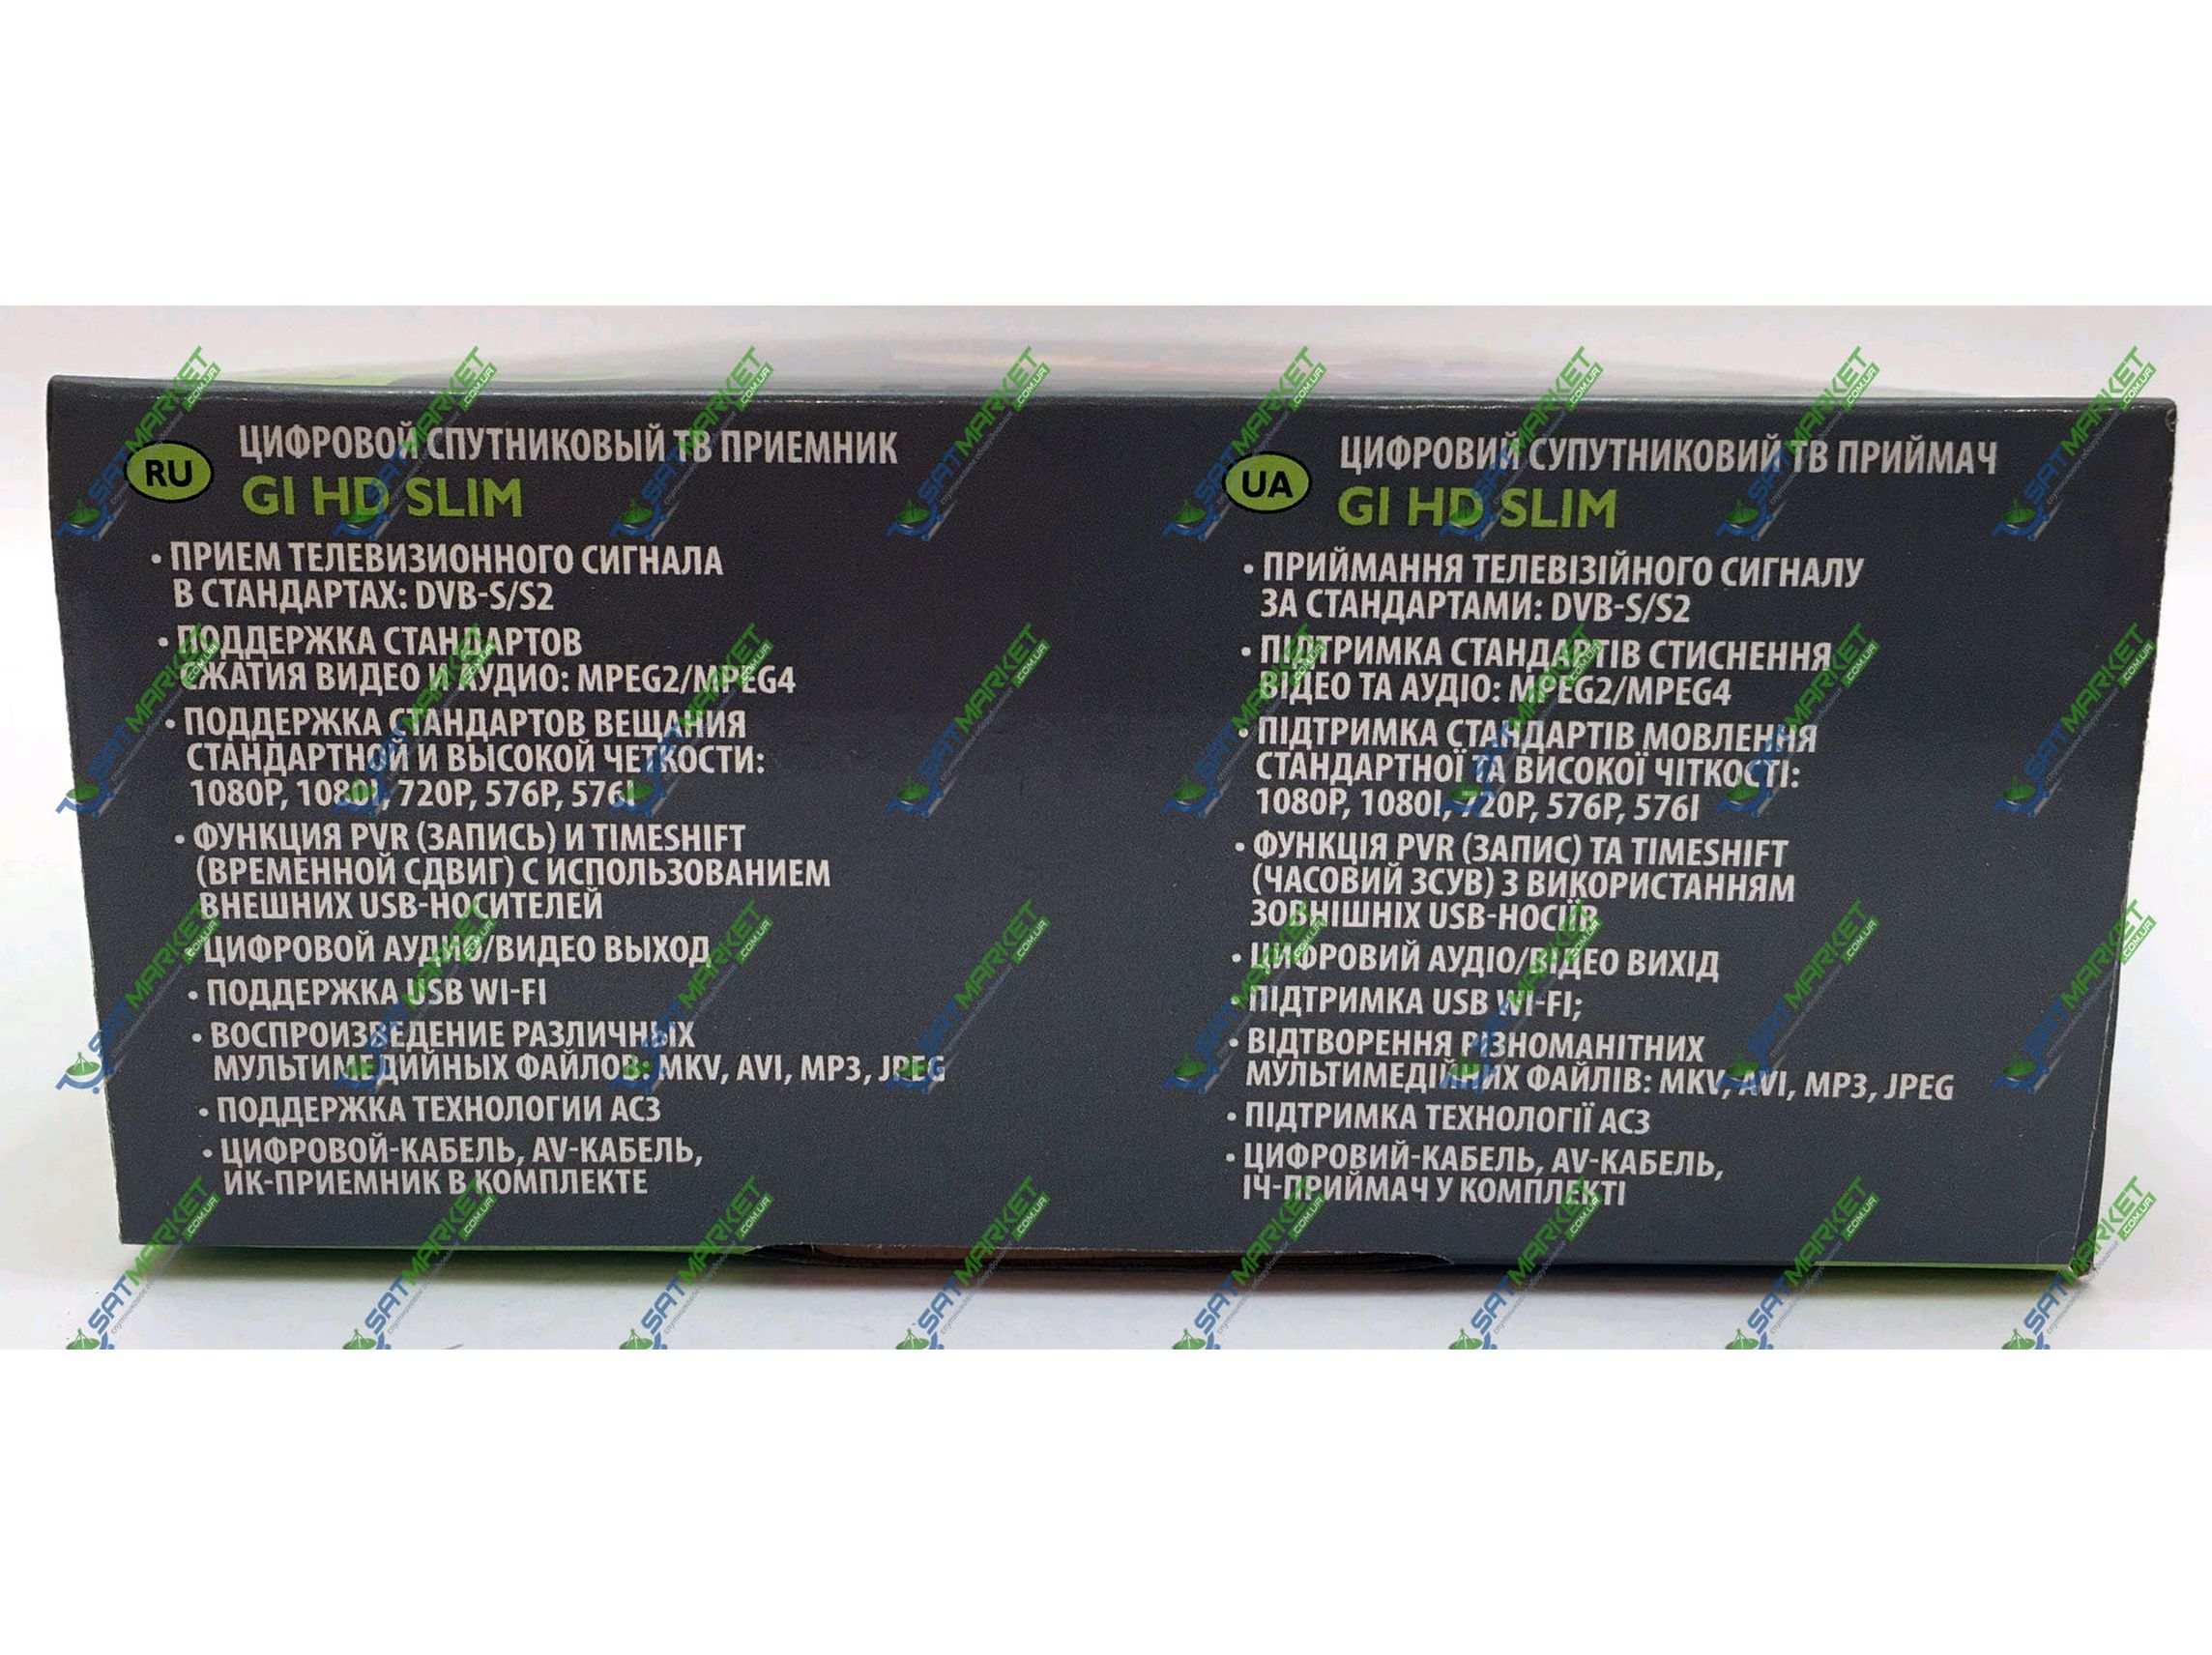 RU
ЦИФРОВОЙ СПУТНИКОВЫЙ ТВ ПРИЕМНИК
GI HD SLIM
• ПРИЕМ ТЕЛЕВИЗИОННОГО СИГНАЛА
В СТАНДАРТАХ: DVB-S/S2
• ПОДДЕРЖКА СТАНДАРТОВ
СЖАТИЯ ВИДЕО И АУДИО: MPEG2/MPEG4
• ПОДДЕРЖКА СТАНДАРТОВ ВЕЩАНИЯ
СТАНДАРТНОЙ И ВЫСОКОЙ ЧЕТКОСТИ:
1080P, 1080I, 720P, 576P, 576I
• ФУНКЦИЯ PVR (ЗАПИСЬ) И TIMESHIFT
(ВРЕМЕННОЙ СДВИГ) С ИСПОЛЬЗОВАНИЕМ
ВНЕШНИХ USB-НОСИТЕЛЕЙ
• ЦИФРОВОЙ АУДИО/ВИДЕО ВЫХОД
• ПОДДЕРЖКА USB WI-FI
• ВОСПРОИЗВЕДЕНИЕ РАЗЛИЧНЫХ
МУЛЬТИМЕДИЙНЫХ ФАЙЛОВ: MKV, AVI, MP3, JPEG
• ПОДДЕРЖКА ТЕХНОЛОГИИ AC3
• ЦИФРОВОЙ-КАБЕЛЬ, AV-КАБЕЛЬ,
ИК-ПРИЕМНИК В КОМПЛЕКТЕ
UA
ЦИФРОВИЙ СУПУТНИКОВИЙ ТВ ПРИЙМАЧ
GI HD SLIM
• ПРИЙМАННЯ ТЕЛЕВІЗІЙНОГО СИГНАЛУ
ЗА СТАНДАРТАМИ: DVB-S/S2
• ПІДТРИМКА СТАНДАРТІВ СТИСНЕННЯ
ВІДЕО ТА АУДІО: MPEG2/MPEG4
• ПІДТРИМКА СТАНДАРТІВ МОВЛЕННЯ
СТАНДАРТНОЇ ТА ВИСОКОЇ ЧІТКОСТІ:
1080P, 1080I, 720P, 576P, 576I
• ФУНКЦІЯ PVR (ЗАПИС) ТА TIMESHIFT
(ЧАСОВИЙ ЗСУВ) З ВИКОРИСТАННЯМ
ЗОВНІШНІХ USB-НОСІЇВ
• ЦИФРОВИЙ АУДІО/ВІДЕО ВИХІД
• ПІДТРИМКА USB WI-FI;
• ВІДТВОРЕННЯ РІЗНОМАНІТНИХ
МУЛЬТИМЕДІЙНИХ ФАЙЛІВ: MKV, AVI, MP3, JPEG
• ПІДТРИМКА ТЕХНОЛОГІЇ AC3
• ЦИФРОВИЙ-КАБЕЛЬ, AV-КАБЕЛЬ,
ІЧ-ПРИЙМАЧ У КОМПЛЕКТІ
SATMARKET
.COM.UA